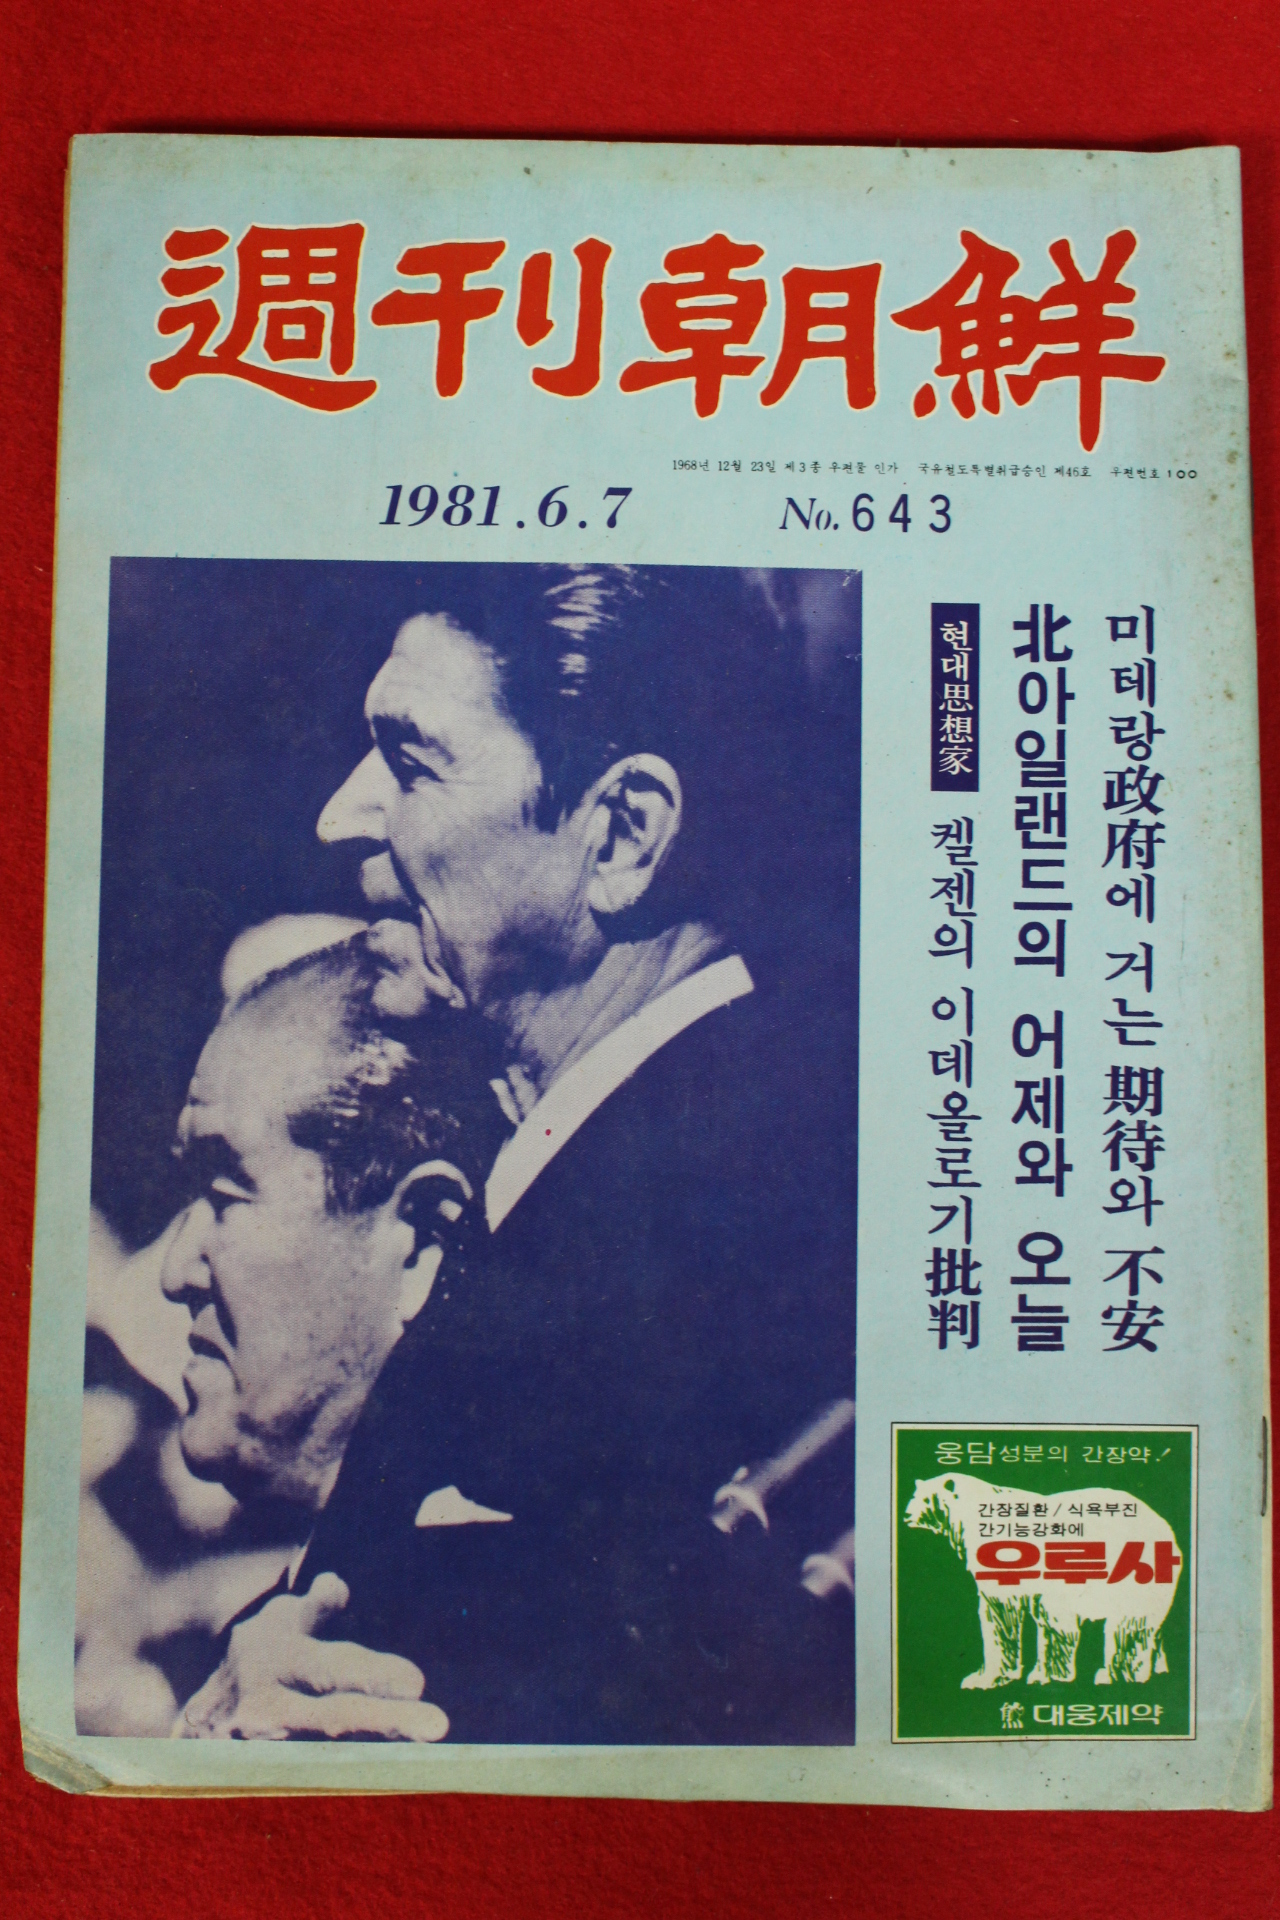 週刊朝鮮
1968년 12월 23일 제3종 우편물 인가 국유철도특별취급승인 제46호 우편번호 100
1981.6.7 No.643
미테랑政府에 거는 期待와 不安
北아일랜드의 어제와 오늘
현대思想家 켈젠의 이데올로기批判
웅담성분의 간장약!
간장질환/식욕부진
간기능강화에
우루사
대웅제약